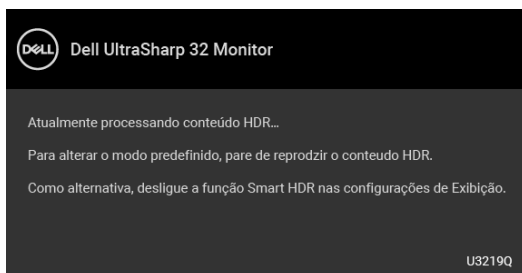 DELL
Dell UltraSharp 32 Monitor
Atualmente processando conteúdo HDR...
Para alterar o modo predefinido, pare de reprodzir o conteudo HDR.
Como alternativa, desligue a função Smart HDR nas configurações de Exibição.
U3219Q